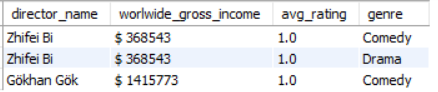 director_name worlwide_gross_income avg_rating genre
Zhifei Bi $ 368543 1.0 Comedy
Zhifei Bi $ 368543 1.0 Drama
Gökhan Gök $ 1415773 1.0 Comedy